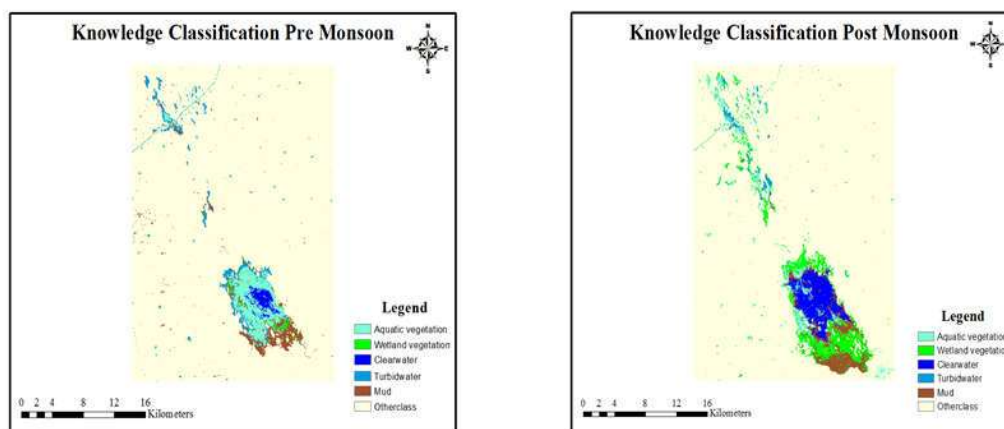 Knowledge Classification Pre Monsoon
N
W E
S
Legend
Aquatic vegetation
Wetland vegetation
Clearwater
Turbidwater
Mud
Otherclass
0 2 4 8 12 16
Kilometers
Knowledge Classification Post Monsoon
N
W E
S
Legend
Aquatic vegetation
Wetland vegetation
Clearwater
Turbidwater
Mud
Otherclass
0 2 4 8 12 16
Kilometers